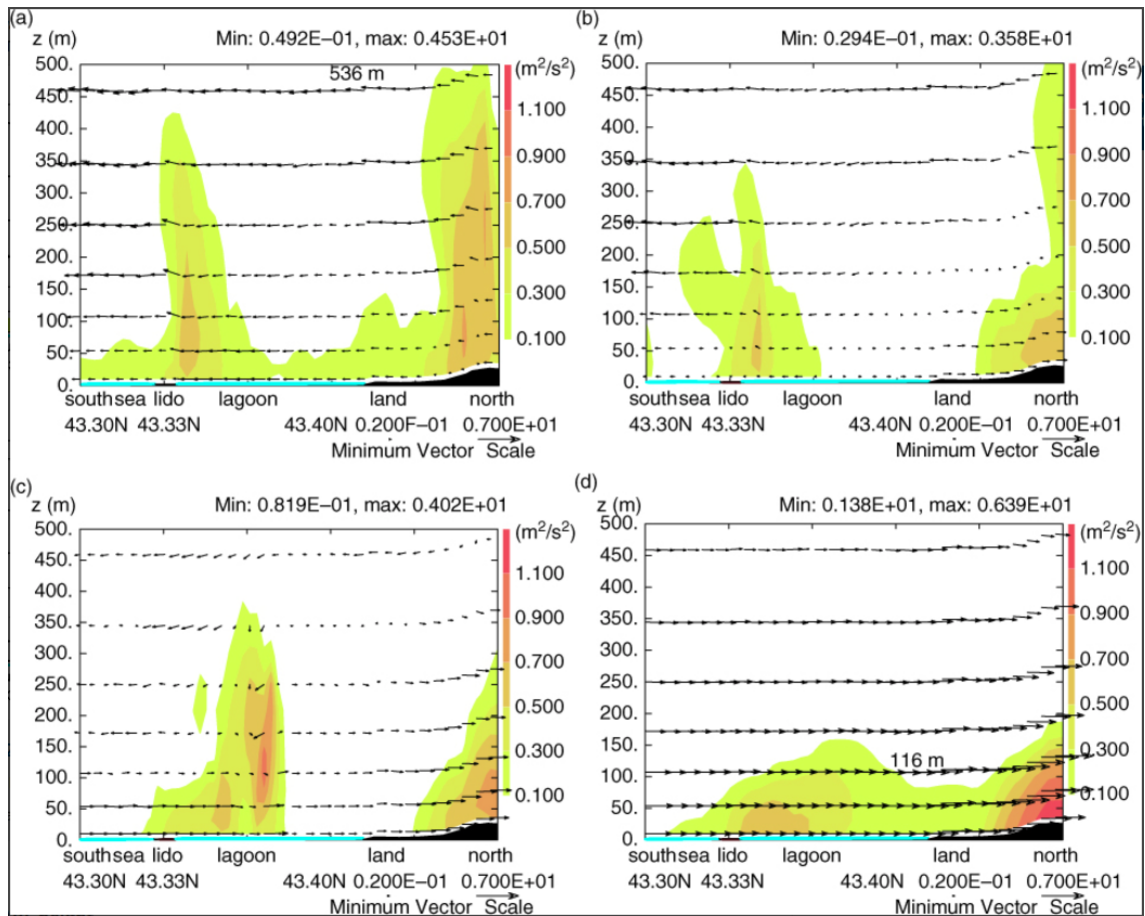 (a)
z (m)
Min: 0.492E–01, max: 0.453E+01
536 m
500.
450.
400.
350.
300.
250.
200.
150.
100.
50.
0.
(m²/s²)
1.100
0.900
0.700
0.500
0.300
0.100
south sea lido lagoon land north
43.30N 43.33N 43.40N 0.200F–01 0.700E+01
Minimum Vector Scale
(b)
z (m)
Min: 0.294E–01, max: 0.358E+01
500.
450.
400.
350.
300.
250.
200.
150.
100.
50.
0.
(m²/s²)
1.100
0.900
0.700
0.500
0.300
0.100
south sea lido lagoon land north
43.30N 43.33N 43.40N 0.200E–01 0.700E+01
Minimum Vector Scale
(c)
z (m)
Min: 0.819E–01, max: 0.402E+01
500.
450.
400.
350.
300.
250.
200.
150.
100.
50.
0.
(m²/s²)
1.100
0.900
0.700
0.500
0.300
0.100
south sea lido lagoon land north
43.30N 43.33N 43.40N 0.200E–01 0.700E+01
Minimum Vector Scale
(d)
z (m)
Min: 0.138E+01, max: 0.639E+01
500.
450.
400.
350.
300.
250.
200.
150.
100.
50.
0.
116 m
(m²/s²)
1.100
0.900
0.700
0.500
0.300
0.100
south sea lido lagoon land north
43.30N 43.33N 43.40N 0.200E–01 0.700E+01
Minimum Vector Scale